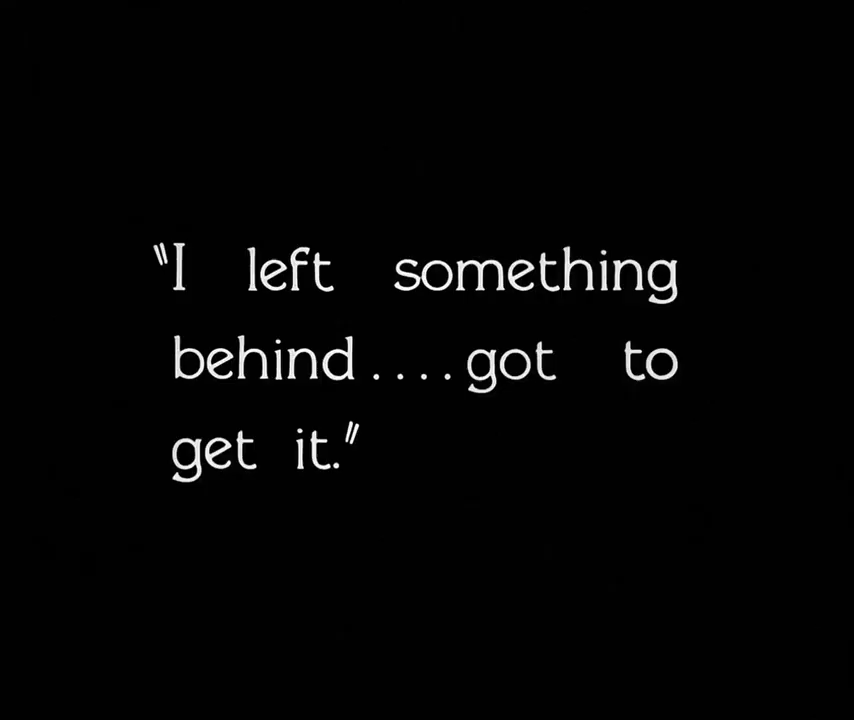 "I left something
behind....got to
get it."